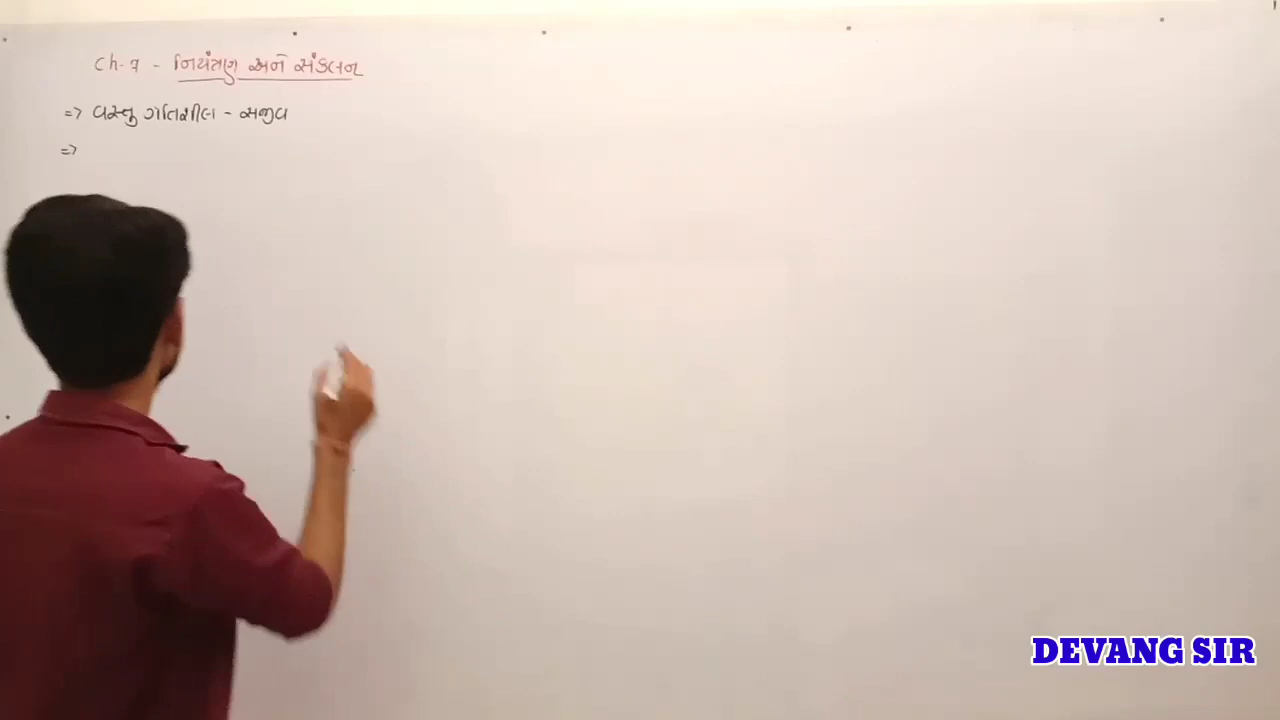 Ch-7 - નિયંત્રણ અને સંકલન
=> વસ્તુ ગતિશીલ - સજીવ
=>
DEVANG SIR